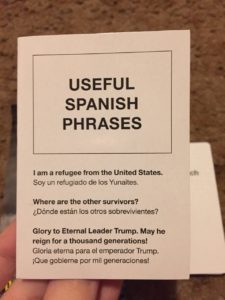 USEFUL
SPANISH
PHRASES
I am a refugee from the United States.
Soy un refugiado de los Yunaites.
Where are the other survivors?
¿Dónde están los otros sobrevivientes?
Glory to Eternal Leader Trump. May he
reign for a thousand generations!
Gloria eterna para el emperador Trump.
¡Que gobierne por mil generaciones!